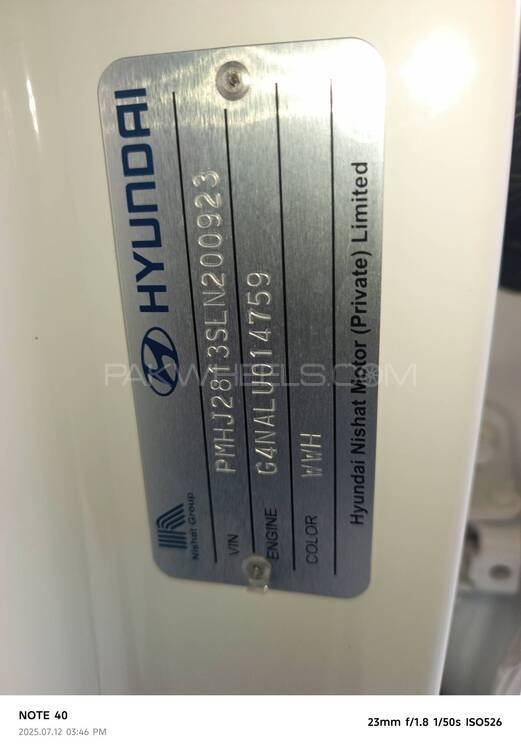 Nishat Group
HYUNDAI
VIN PMHJ2813SLN200923
ENGINE G4NALU014759
COLOR WWH
Hyundai Nishat Motor (Private) Limited
PAKWHEELS.COM
NOTE 40
2025.07.12 03:46 PM
23mm f/1.8 1/50s ISO526